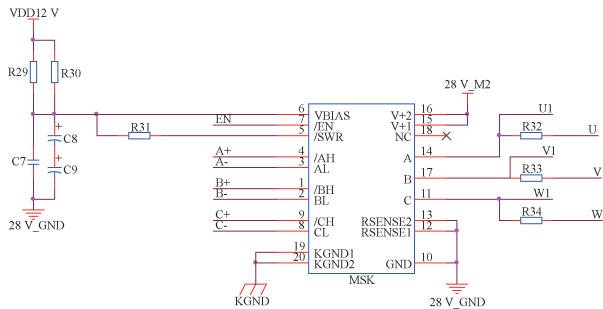 VDD12 V
R29
R30
C8
C7
C9
28 V_GND
R31
EN
A+
A-
B+
B-
C+
C-
KGND
6
7
5
4
3
1
2
9
8
19
20
VBIAS
/EN
/SWR
/AH
AL
/BH
BL
/CH
CL
KGND1
KGND2
V+2
V+1
NC
A
B
C
RSENSE2
RSENSE1
GND
MSK
16
15
18
14
17
11
13
12
10
28 V_M2
U1
R32
U
V1
R33
V
W1
R34
W
28 V_GND